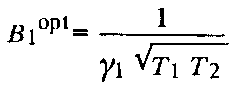 B₁ᵒᵖᵗ = 1 / (γ₁ √(T₁ T₂))